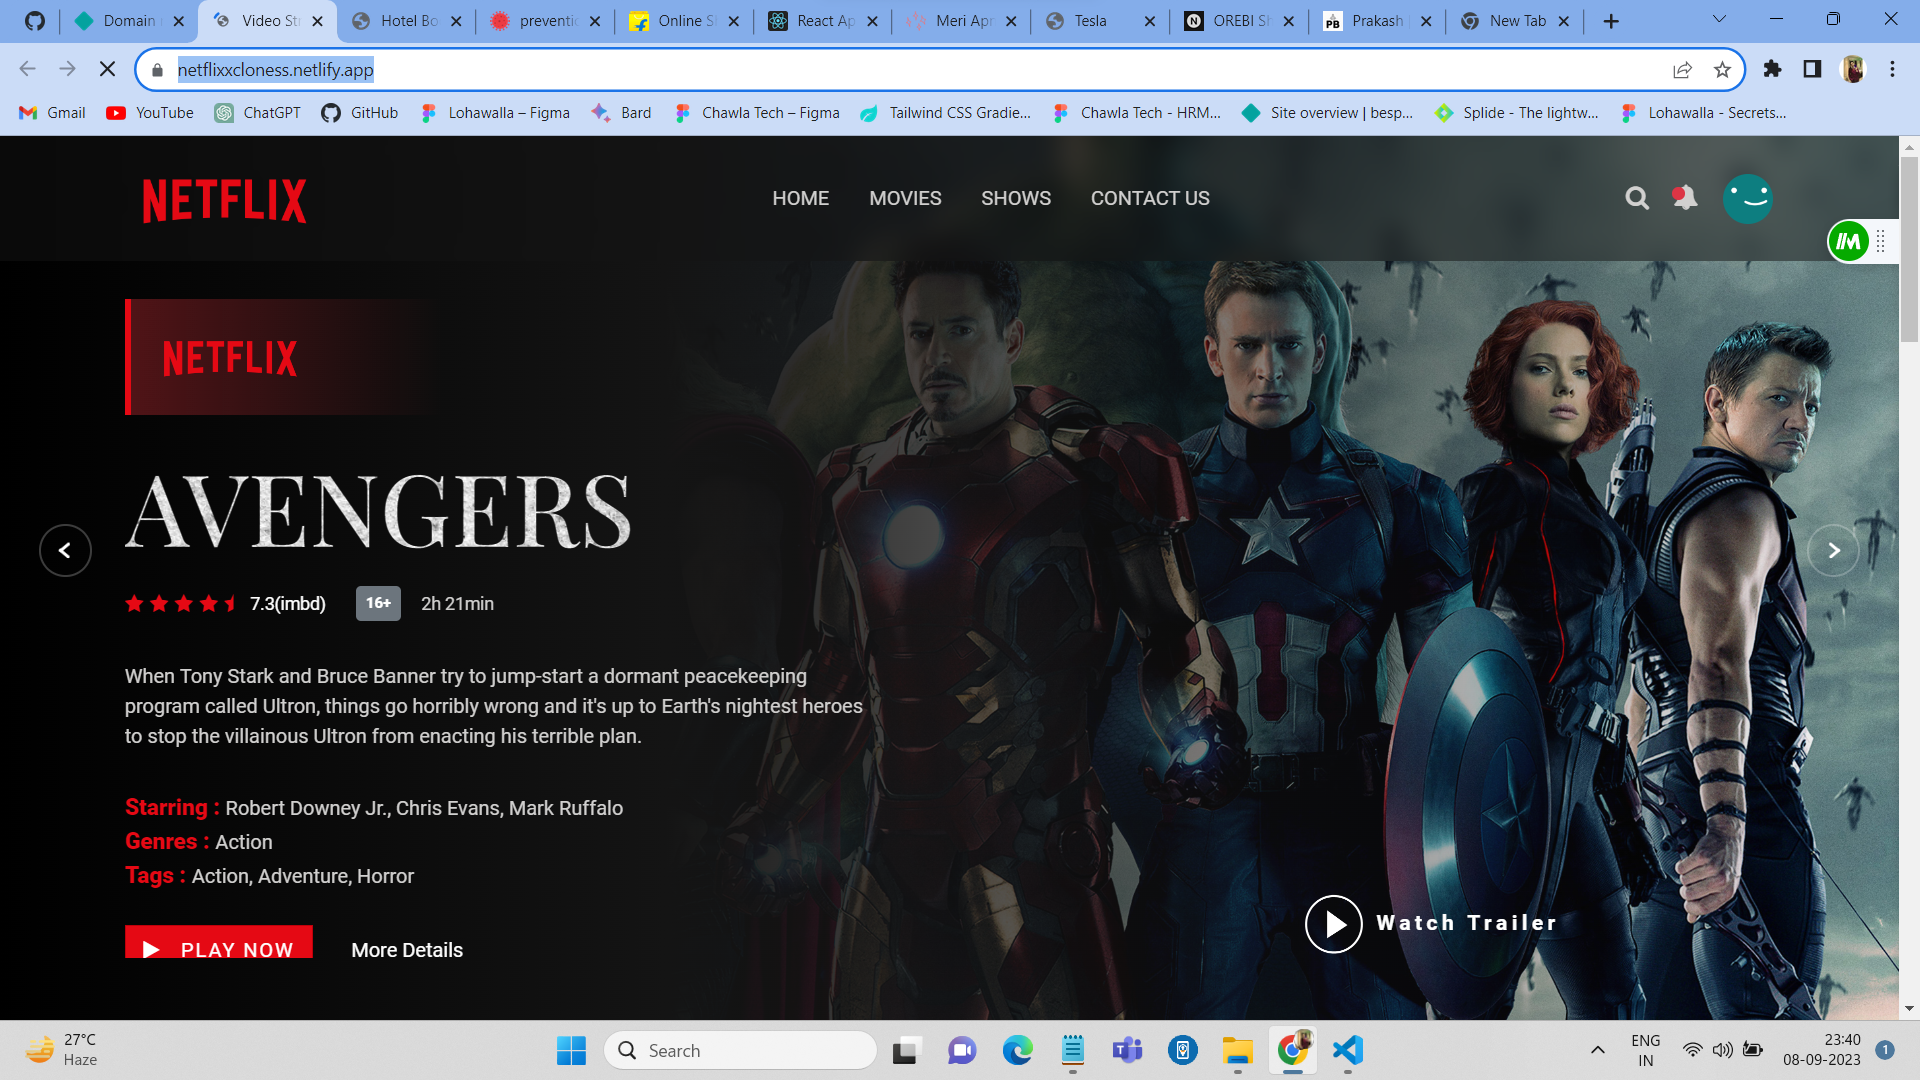 Domain
Video St
Hotel Bo
preventi
Online S
React Ap
Meri Apr
Tesla
OREBI Sh
Prakash
New Tab
netflixxcloness.netlify.app
Gmail
YouTube
ChatGPT
GitHub
Lohawalla – Figma
Bard
Chawla Tech – Figma
Tailwind CSS Gradie...
Chawla Tech - HRM...
Site overview | besp...
Splide - The lightw...
Lohawalla - Secrets...
NETFLIX
HOME
MOVIES
SHOWS
CONTACT US
NETFLIX
AVENGERS
7.3(imbd)
16+
2h 21min
When Tony Stark and Bruce Banner try to jump-start a dormant peacekeeping
program called Ultron, things go horribly wrong and it's up to Earth's nightest heroes
to stop the villainous Ultron from enacting his terrible plan.
Starring : Robert Downey Jr., Chris Evans, Mark Ruffalo
Genres : Action
Tags : Action, Adventure, Horror
PLAY NOW
More Details
Watch Trailer
27°C
Haze
Search
ENG
IN
23:40
08-09-2023
1